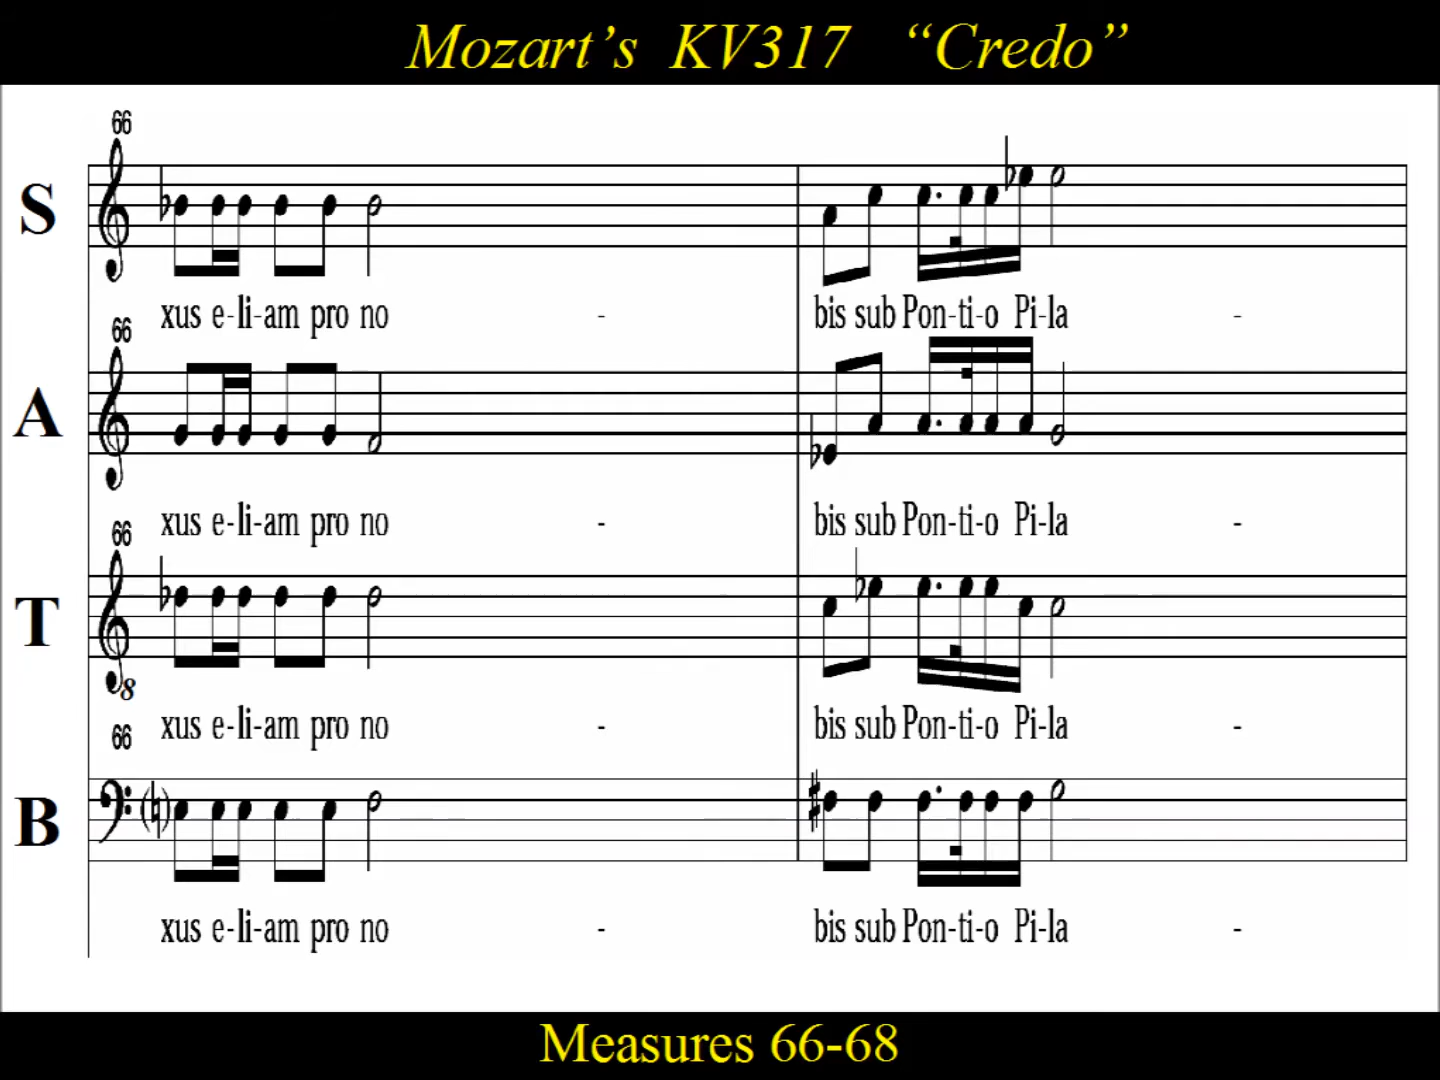 Mozart’s KV317 “Credo”
66
S
xus e-li-am pro no - bis sub Pon-ti-o Pi-la -
66
A
xus e-li-am pro no - bis sub Pon-ti-o Pi-la -
66
T
8
xus e-li-am pro no - bis sub Pon-ti-o Pi-la -
66
B
xus e-li-am pro no - bis sub Pon-ti-o Pi-la -
Measures 66-68